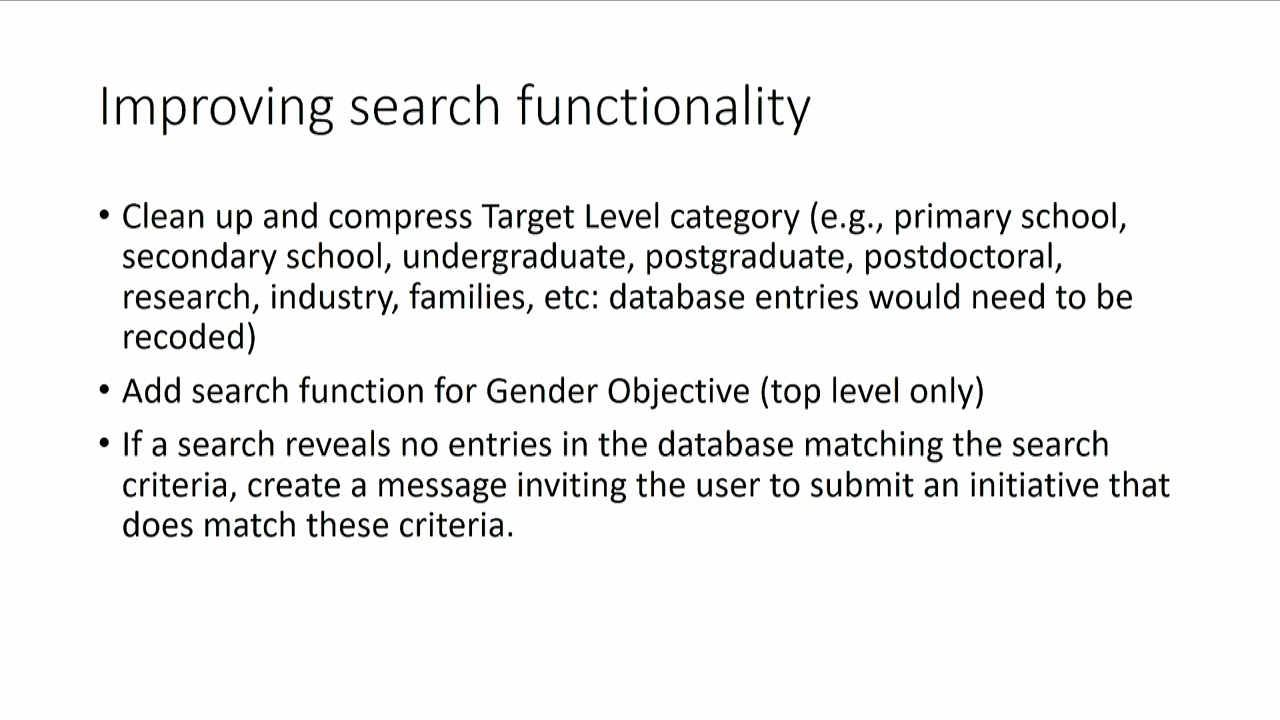 Improving search functionality
• Clean up and compress Target Level category (e.g., primary school,
secondary school, undergraduate, postgraduate, postdoctoral,
research, industry, families, etc: database entries would need to be
recoded)
• Add search function for Gender Objective (top level only)
• If a search reveals no entries in the database matching the search
criteria, create a message inviting the user to submit an initiative that
does match these criteria.